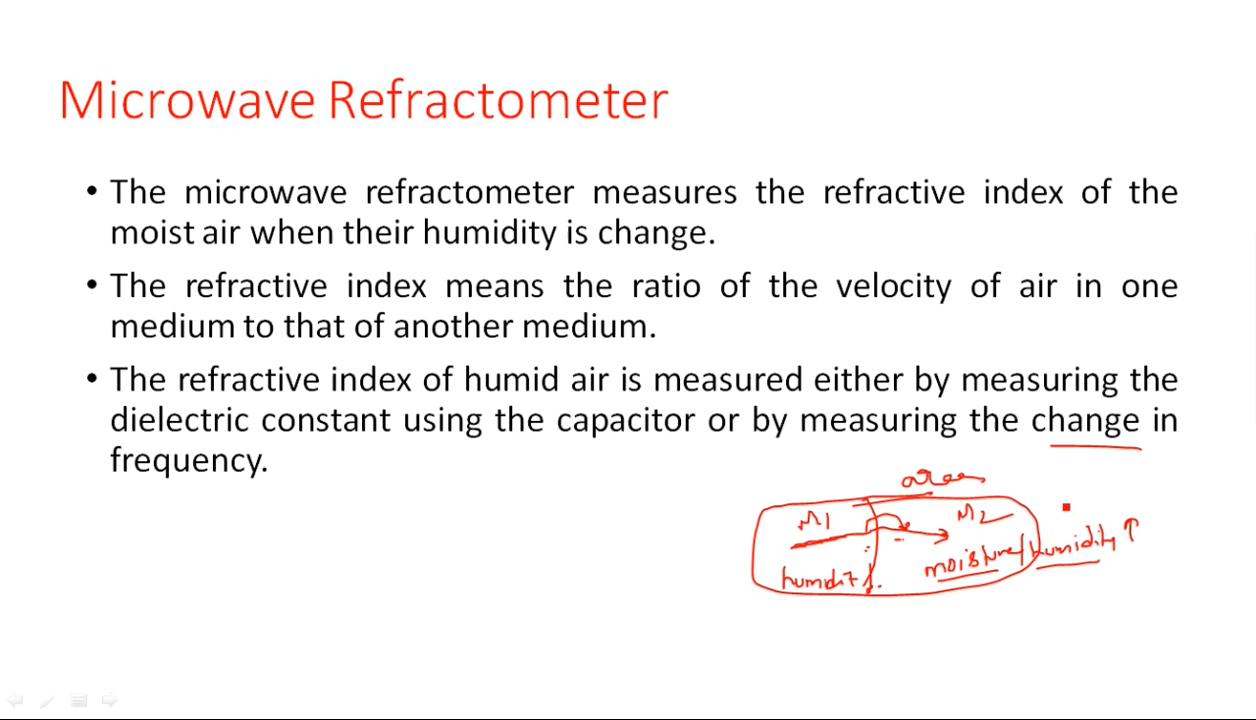 Microwave Refractometer
• The microwave refractometer measures the refractive index of the
moist air when their humidity is change.
• The refractive index means the ratio of the velocity of air in one
medium to that of another medium.
• The refractive index of humid air is measured either by measuring the
dielectric constant using the capacitor or by measuring the change in
frequency.
M1
M2
moisture/humidity ↑